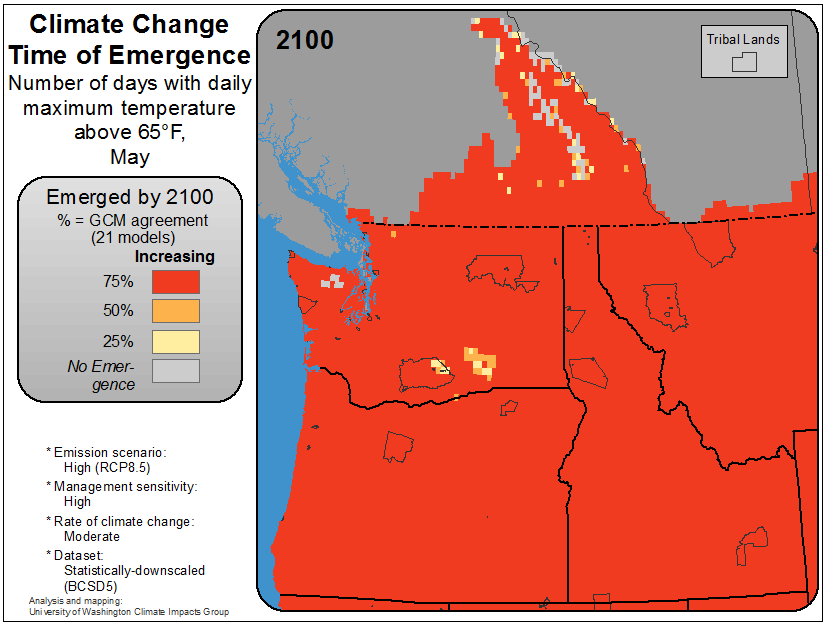 Climate Change
Time of Emergence
Number of days with daily
maximum temperature
above 65°F,
May
Emerged by 2100
% = GCM agreement
(21 models)
Increasing
75%
50%
25%
No Emer-
gence
* Emission scenario:
High (RCP8.5)
* Management sensitivity:
High
* Rate of climate change:
Moderate
* Dataset:
Statistically-downscaled
(BCSD5)
Analysis and mapping:
University of Washington Climate Impacts Group
2100
Tribal Lands